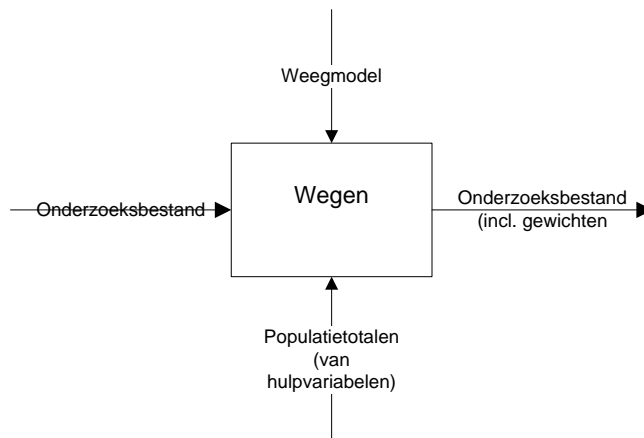 Weegmodel
Wegen
Onderzoeksbestand
Onderzoeksbestand
(incl. gewichten
Populatietotalen
(van
hulpvariabelen)